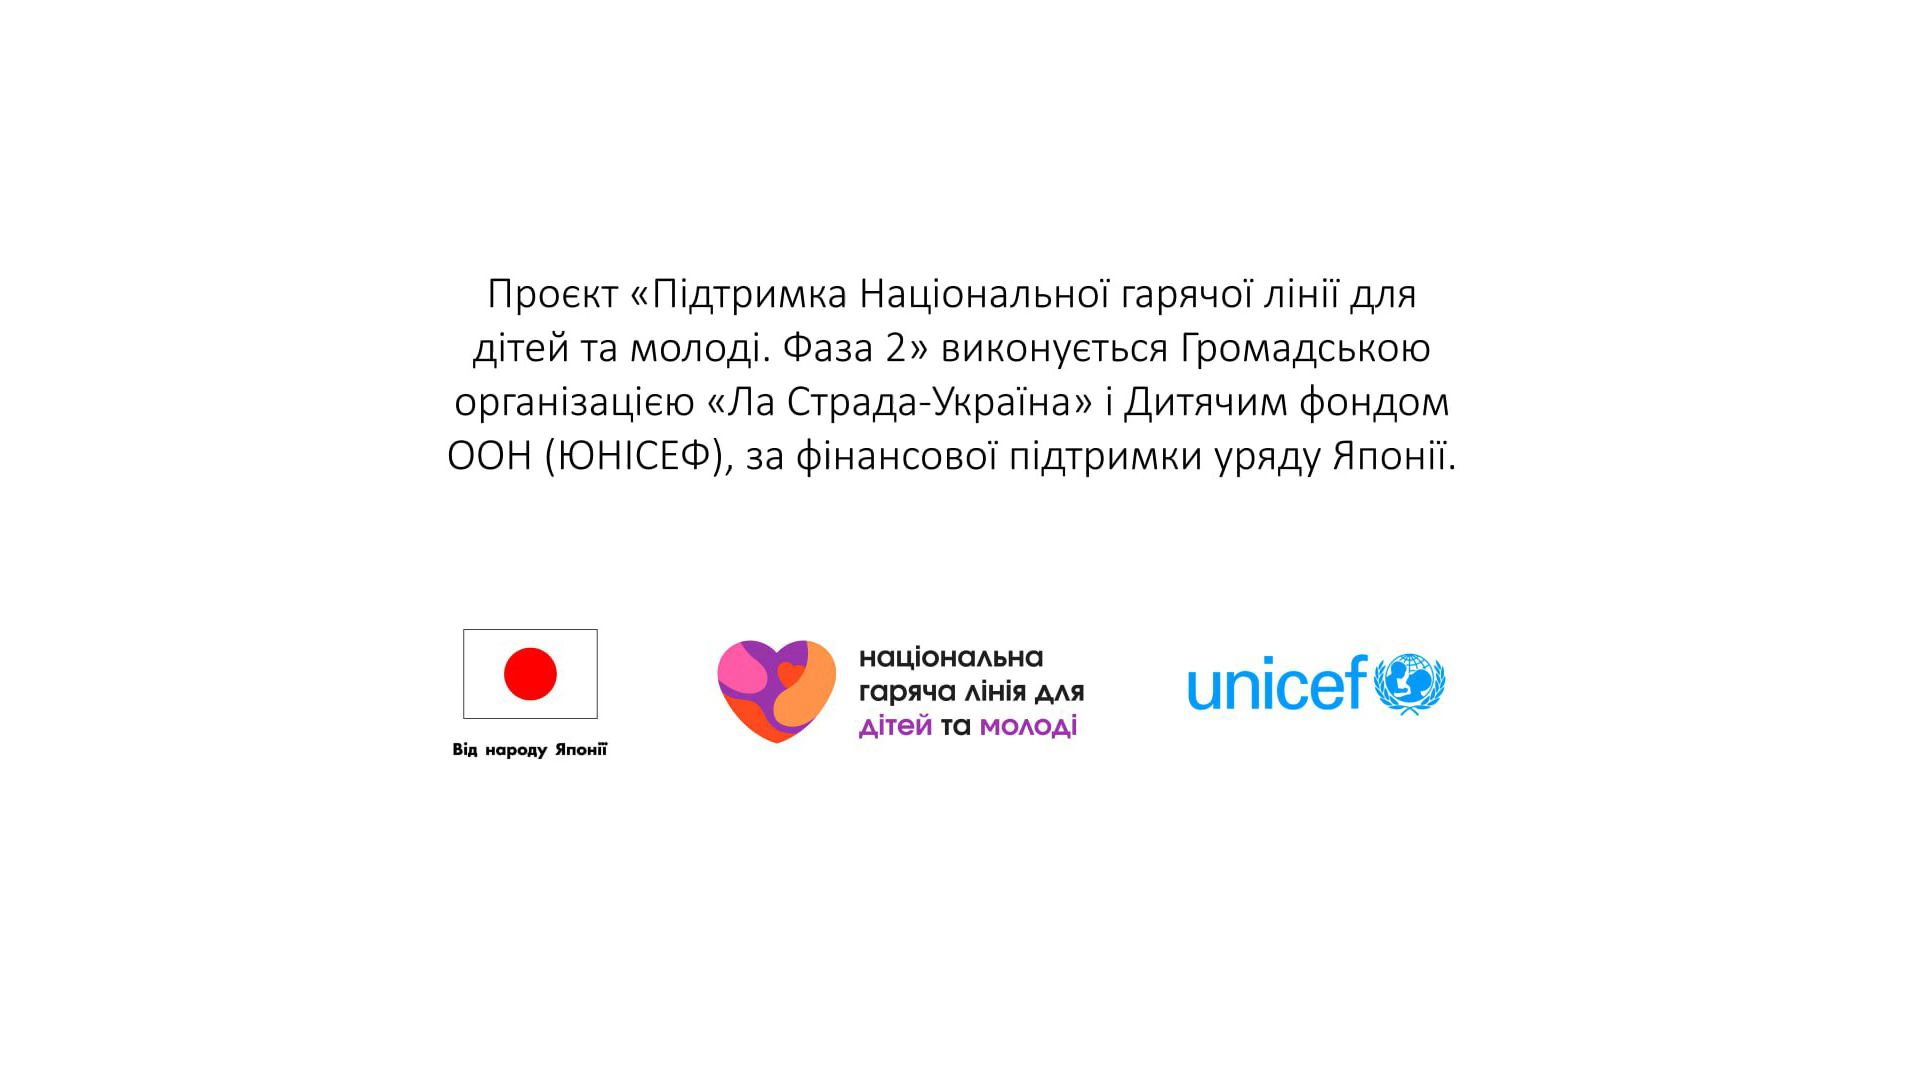 Проєкт «Підтримка Національної гарячої лінії для
дітей та молоді. Фаза 2» виконується Громадською
організацією «Ла Страда-Україна» і Дитячим фондом
ООН (ЮНІСЕФ), за фінансової підтримки уряду Японії.
Від народу Японії
національна
гаряча лінія для
дітей та молоді
unicef